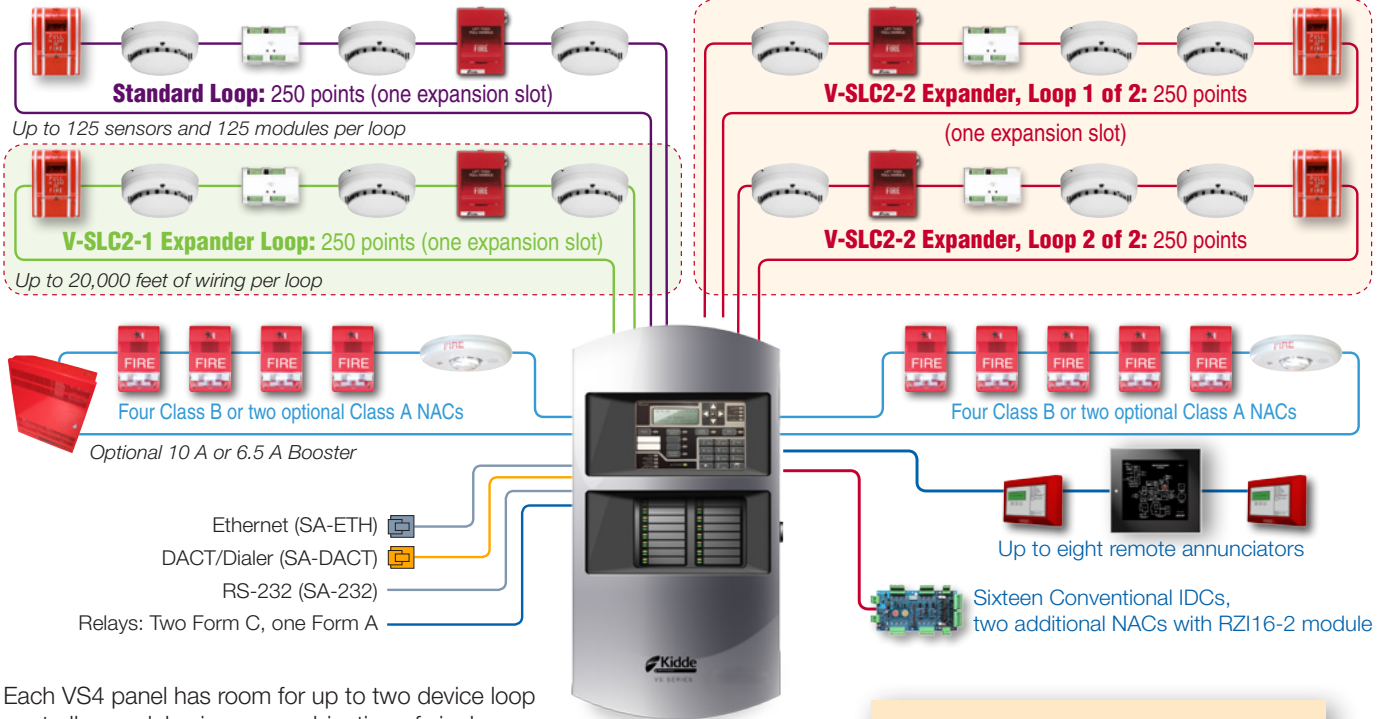 Standard Loop: 250 points (one expansion slot)
Up to 125 sensors and 125 modules per loop
V-SLC2-1 Expander Loop: 250 points (one expansion slot)
Up to 20,000 feet of wiring per loop
V-SLC2-2 Expander, Loop 1 of 2: 250 points
(one expansion slot)
V-SLC2-2 Expander, Loop 2 of 2: 250 points
FIRE FIRE FIRE FIRE FIRE
Four Class B or two optional Class A NACs
Optional 10 A or 6.5 A Booster
FIRE FIRE FIRE FIRE FIRE FIRE
Four Class B or two optional Class A NACs
Ethernet (SA-ETH)
DACT/Dialer (SA-DACT)
RS-232 (SA-232)
Relays: Two Form C, one Form A
Up to eight remote annunciators
Sixteen Conventional IDCs,
two additional NACs with RZI16-2 module
Kidde
VS SERIES
Each VS4 panel has room for up to two device loop